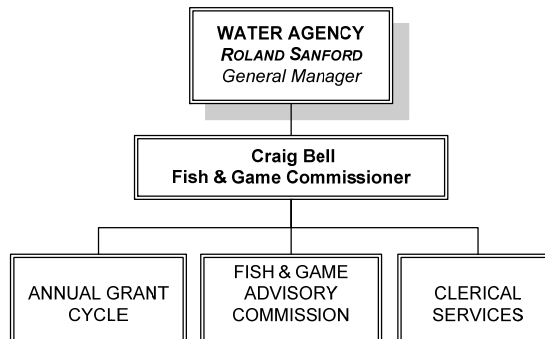 WATER AGENCY
ROLAND SANFORD
General Manager
Craig Bell
Fish & Game Commissioner
ANNUAL GRANT
CYCLE
FISH & GAME
ADVISORY
COMMISSION
CLERICAL
SERVICES